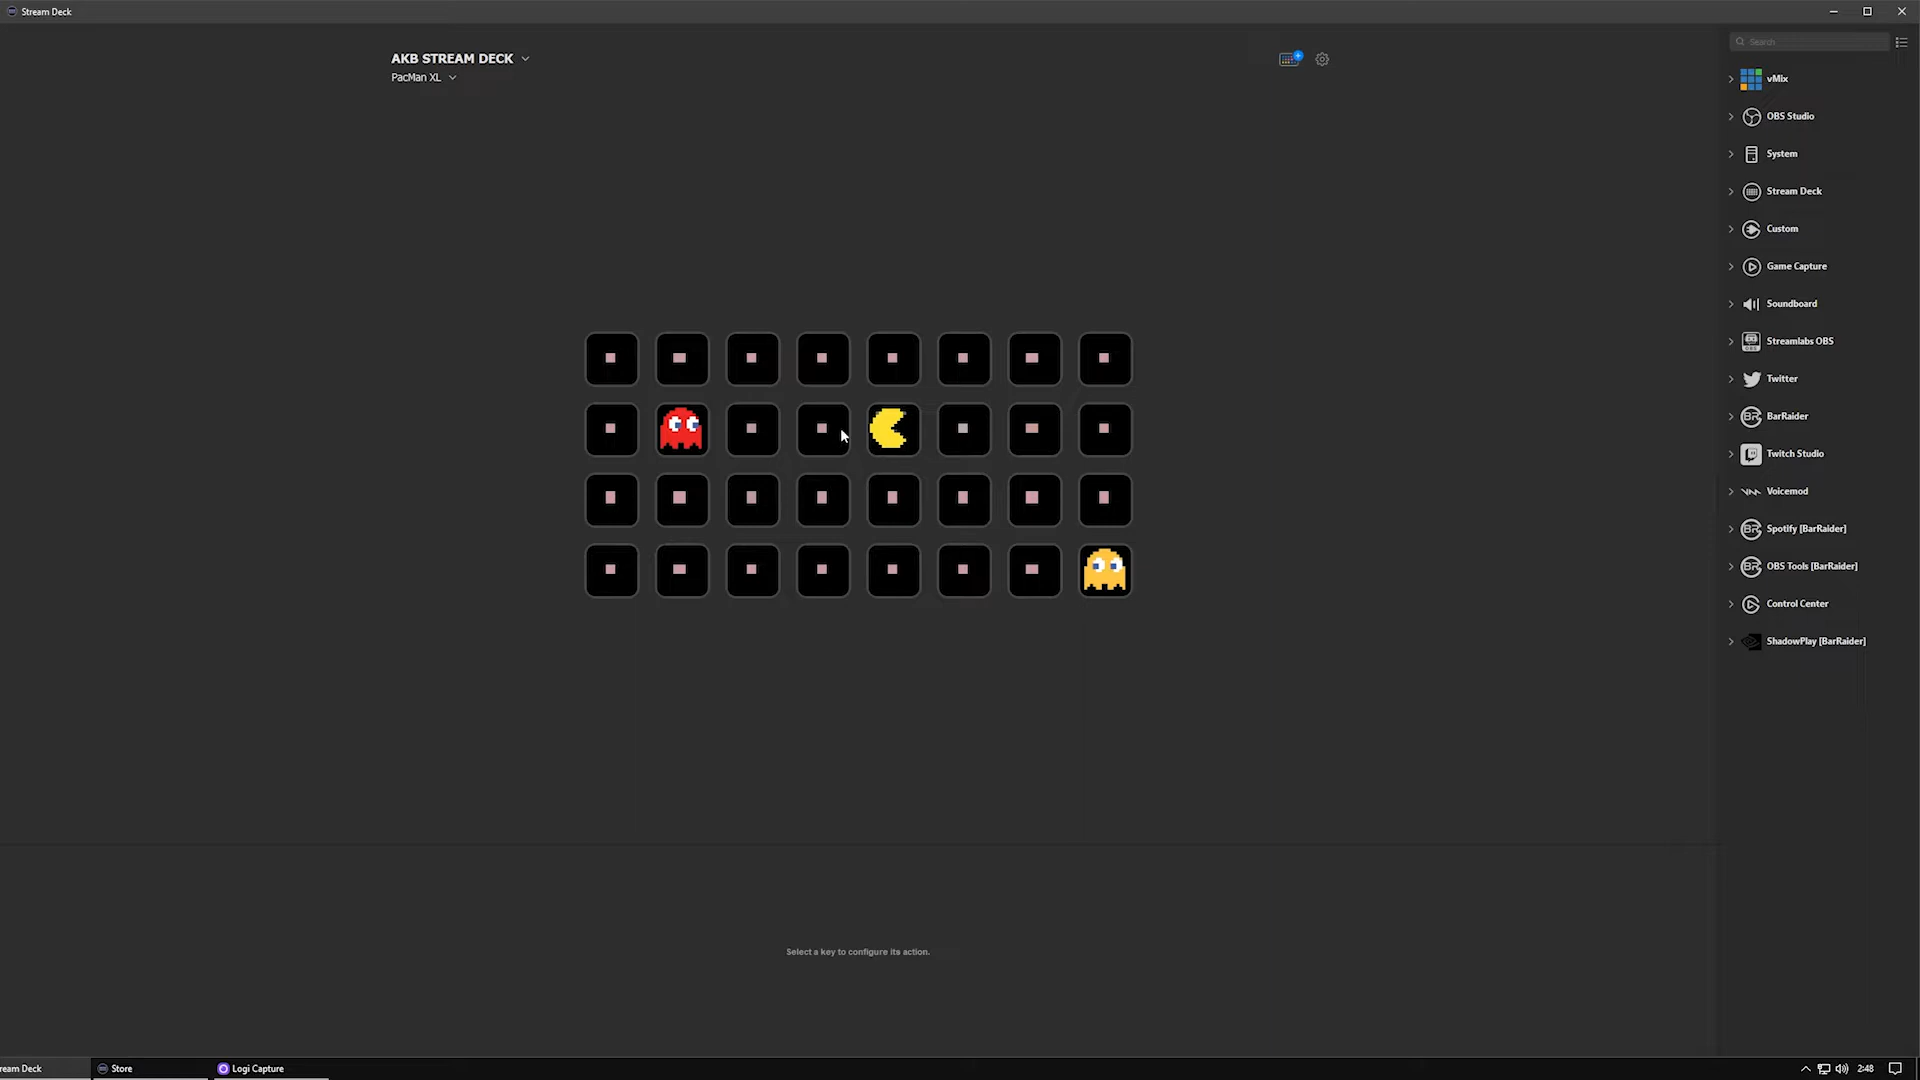 Stream Deck
AKB STREAM DECK
PacMan XL
Search
vMix
OBS Studio
System
Stream Deck
Custom
Game Capture
Soundboard
Streamlabs OBS
Twitter
BarRaider
Twitch Studio
Voicemod
Spotify [BarRaider]
OBS Tools [BarRaider]
Control Center
ShadowPlay [BarRaider]
Select a key to configure its action.
ream Deck
Store
Logi Capture
2:48